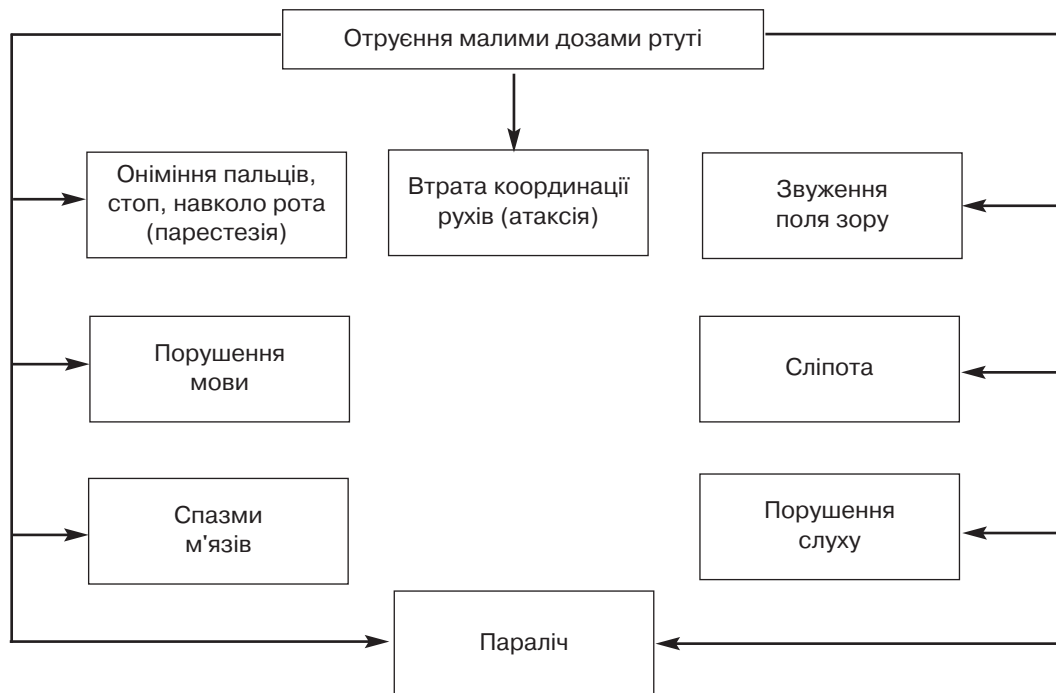 Отруєння малими дозами ртуті
Оніміння пальців,
стоп, навколо рота
(парестезія)
Втрата координації
рухів (атаксія)
Звуження
поля зору
Порушення
мови
Сліпота
Спазми
м'язів
Порушення
слуху
Параліч